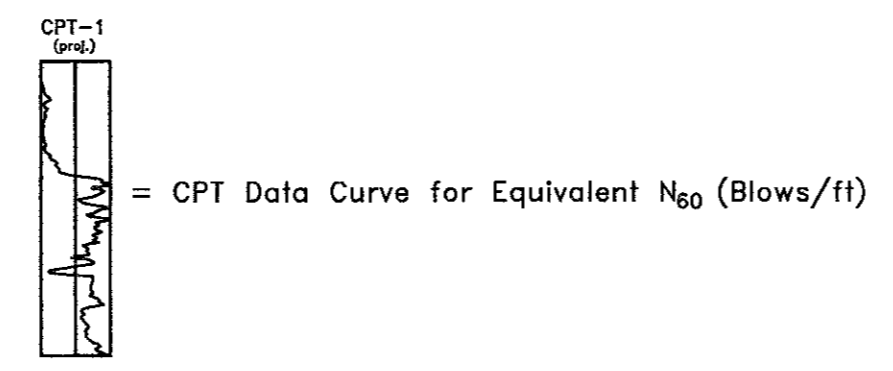 CPT-1
(proj.)
= CPT Data Curve for Equivalent N60 (Blows/ft)